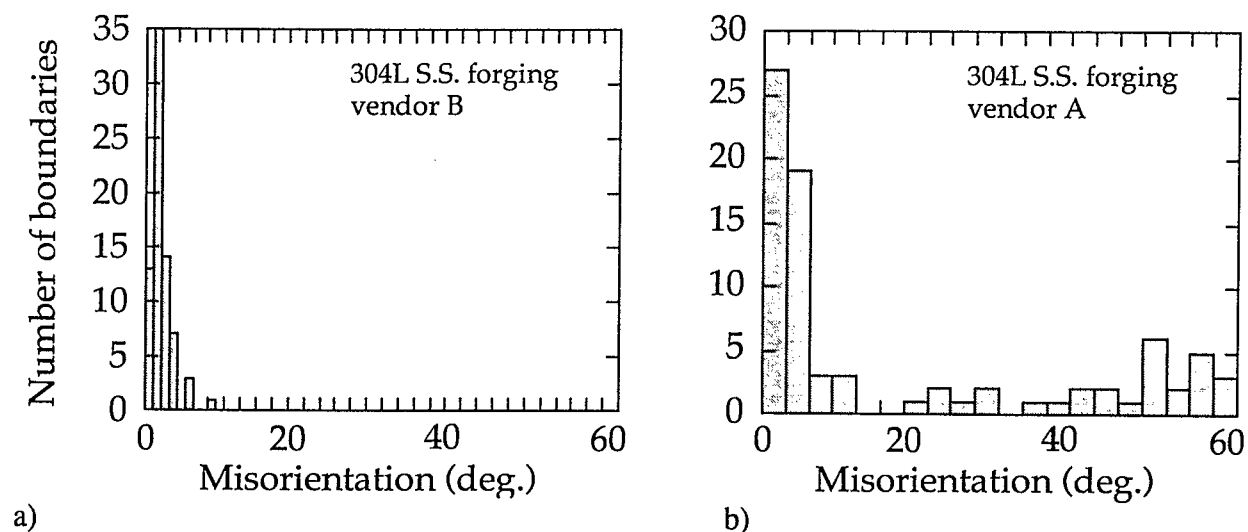 Number of boundaries
35
30
25
20
15
10
5
0
304L S.S. forging
vendor B
0 20 40 60
Misorientation (deg.)
a)
30
25
20
15
10
5
0
304L S.S. forging
vendor A
0 20 40 60
Misorientation (deg.)
b)